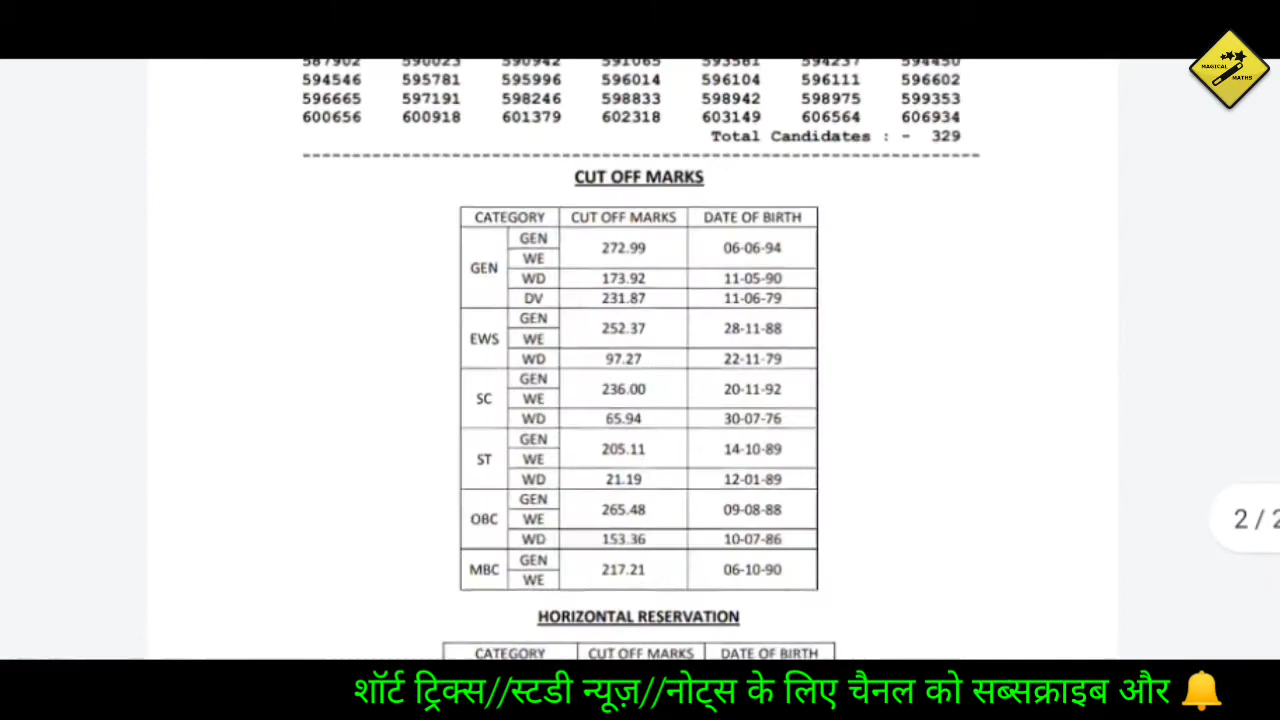 587902 590023 590942 591065 593581 594237 594450
594546 595781 595996 596014 596104 596111 596602
596665 597191 598246 598833 598942 598975 599353
600656 600918 601379 602318 603149 606564 606934
Total Candidates : - 329
CUT OFF MARKS
CATEGORY CUT OFF MARKS DATE OF BIRTH
GEN GEN 272.99 06-06-94
WE
WD 173.92 11-05-90
DV 231.87 11-06-79
EWS GEN 252.37 28-11-88
WE
WD 97.27 22-11-79
SC GEN 236.00 20-11-92
WE
WD 65.94 30-07-76
ST GEN 205.11 14-10-89
WE
WD 21.19 12-01-89
OBC GEN 265.48 09-08-88
WE
WD 153.36 10-07-86
MBC GEN 217.21 06-10-90
WE
HORIZONTAL RESERVATION
CATEGORY CUT OFF MARKS DATE OF BIRTH
2 / 2
MAGICAL MATHS
शॉर्ट ट्रिक्स//स्टडी न्यूज़//नोट्स के लिए चैनल को सब्सक्राइब और